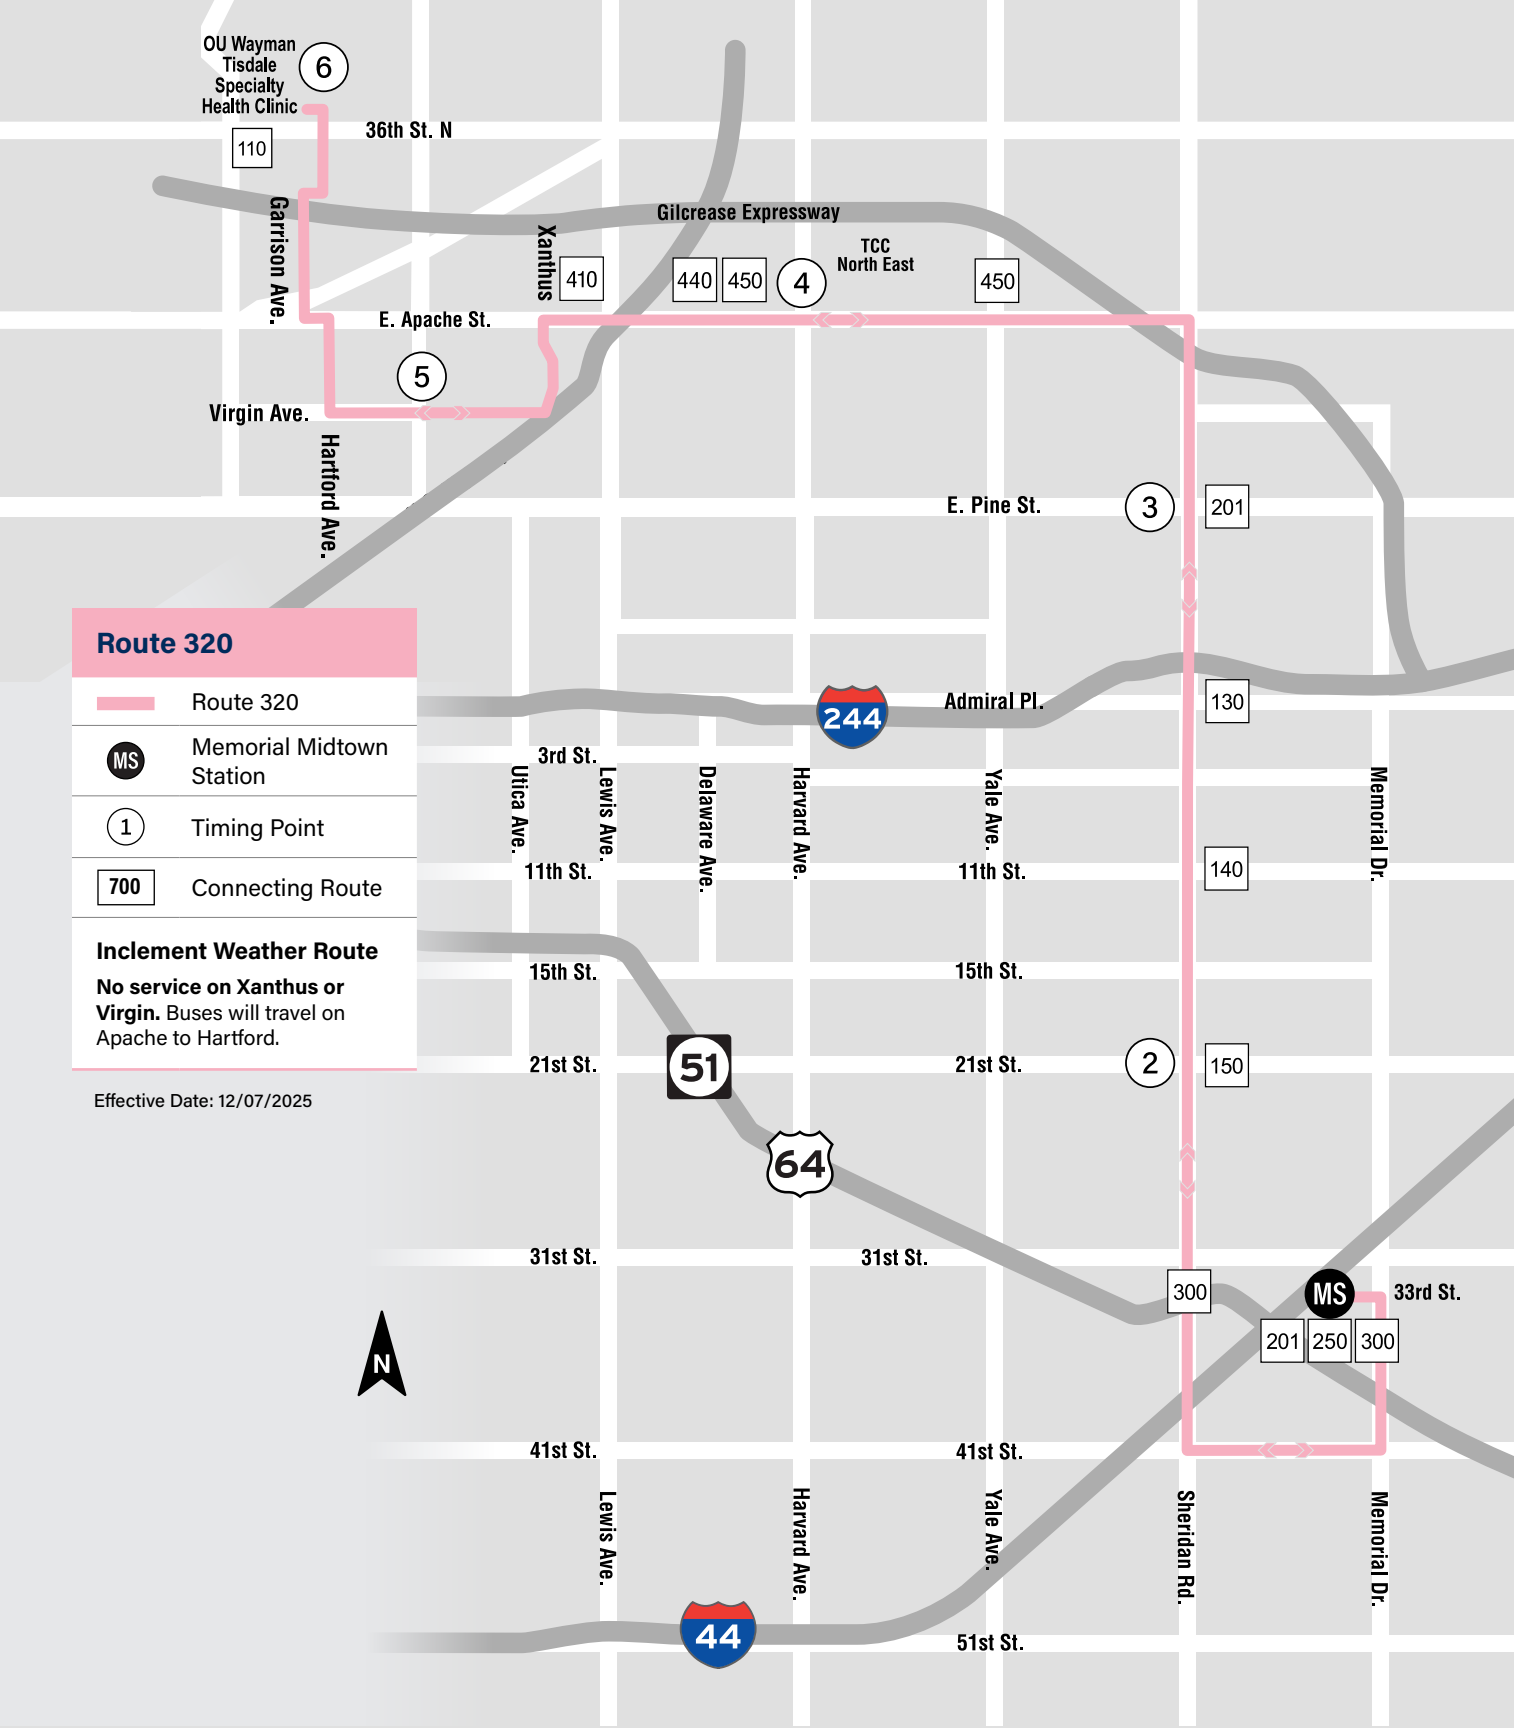 OU Wayman
Tisdale
Specialty
Health Clinic
6
36th St. N
110
Garrison Ave.
Gilcrease Expressway
Xanthus
410
440
450
4
TCC
North East
450
E. Apache St.
5
Virgin Ave.
Hartford Ave.
E. Pine St.
3
201
Route 320
Route 320
MS
Memorial Midtown
Station
1
Timing Point
700
Connecting Route
Inclement Weather Route
No service on Xanthus or
Virgin. Buses will travel on
Apache to Hartford.
Effective Date: 12/07/2025
244
Admiral Pl.
130
3rd St.
Utica Ave.
Lewis Ave.
Delaware Ave.
Harvard Ave.
Yale Ave.
Memorial Dr.
11th St.
11th St.
140
15th St.
15th St.
51
21st St.
21st St.
2
150
64
31st St.
31st St.
300
MS
33rd St.
201
250
300
N
41st St.
41st St.
Lewis Ave.
Harvard Ave.
Yale Ave.
Sheridan Rd.
Memorial Dr.
44
51st St.